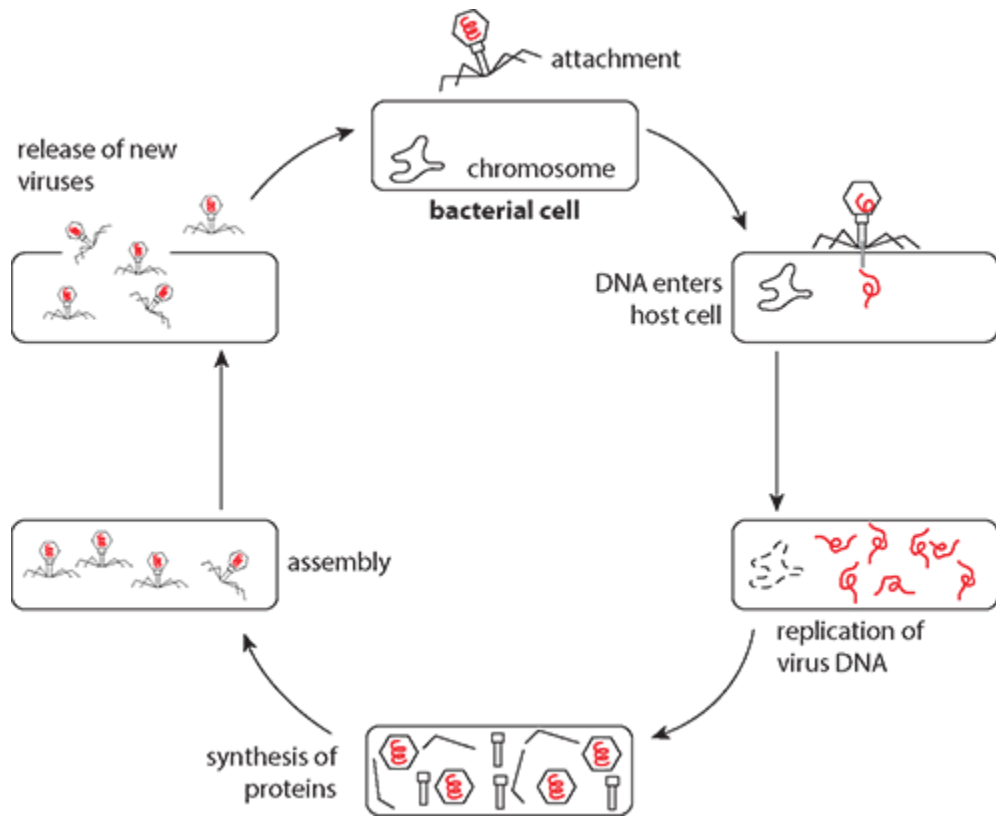 attachment
chromosome
bacterial cell
DNA enters
host cell
replication of
virus DNA
synthesis of
proteins
assembly
release of new
viruses